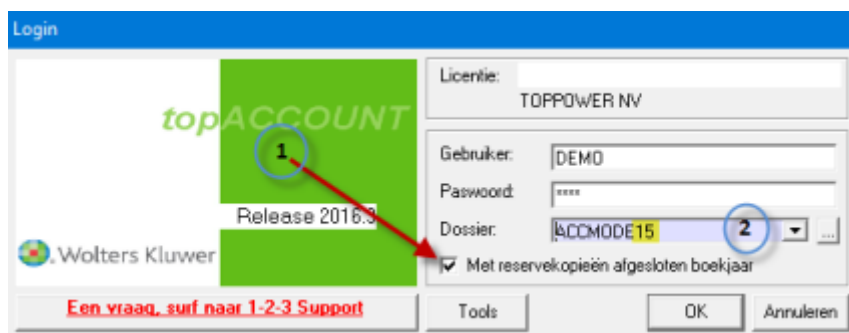 Login
topACCOUNT
1
Release 2016.3
Wolters Kluwer
Een vraag, surf naar 1-2-3 Support
Licentie:
TOPPOWER NV
Gebruiker:
DEMO
Paswoord:
****
Dossier:
ACCMODE15
2
...
Met reservekopieën afgesloten boekjaar
Tools
OK
Annuleren